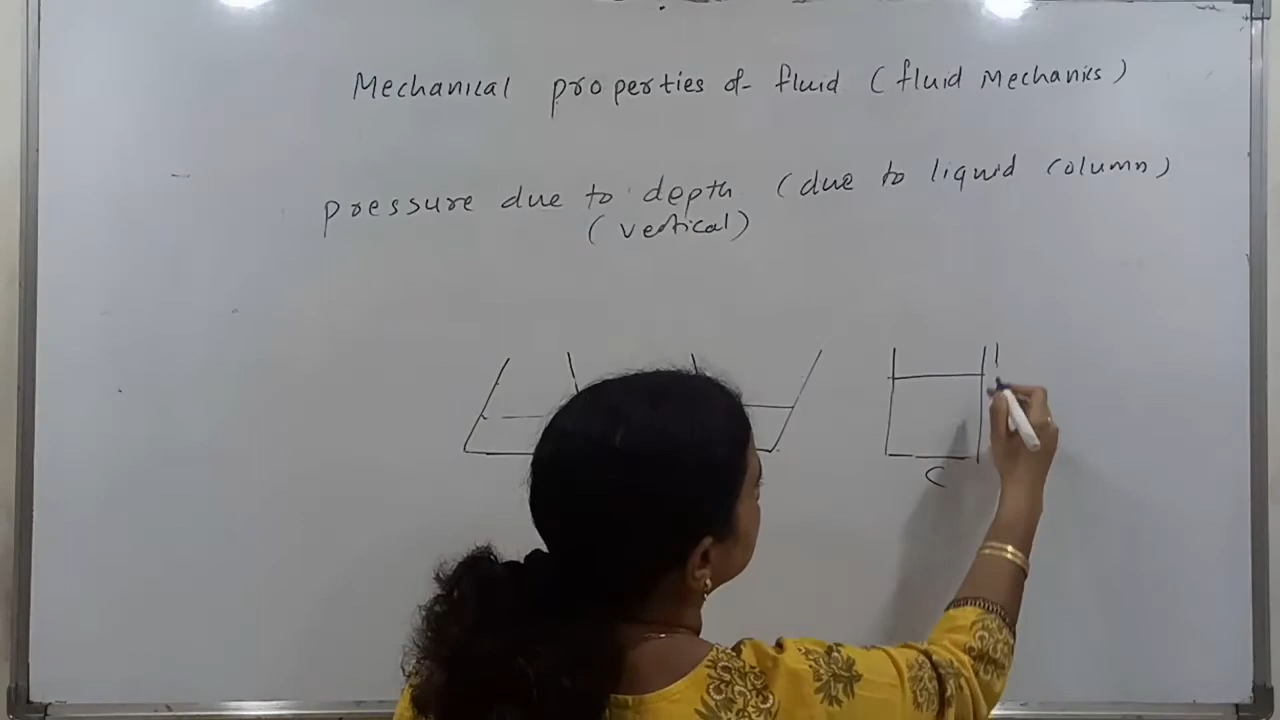 Mechanical properties of fluid (fluid Mechanics)
pressure due to depth (due to liquid column)
(vertical)
C